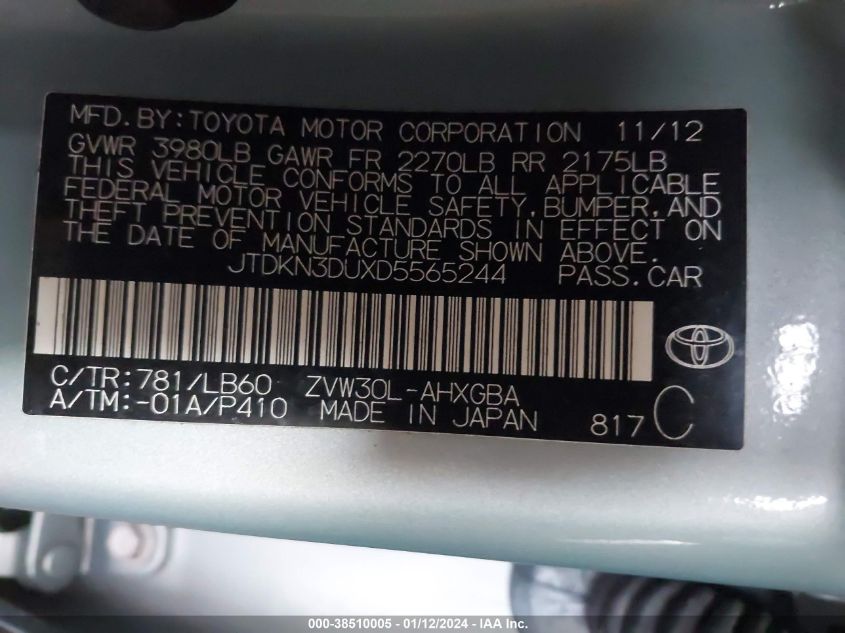 MFD.BY:TOYOTA MOTOR CORPORATION 11/12
GVWR 3980LB GAWR FR 2270LB RR 2175LB
THIS VEHICLE CONFORMS TO ALL APPLICABLE
FEDERAL MOTOR VEHICLE SAFETY,BUMPER,AND
THEFT PREVENTION STANDARDS IN EFFECT ON
THE DATE OF MANUFACTURE SHOWN ABOVE.
JTDKN3DUXD5565244 PASS.CAR
C/TR:781/LB60 ZVW30L-AHXGBA
A/TM:-01A/P410 MADE IN JAPAN 817 C
000-38510005 - 01/12/2024 - IAA Inc.